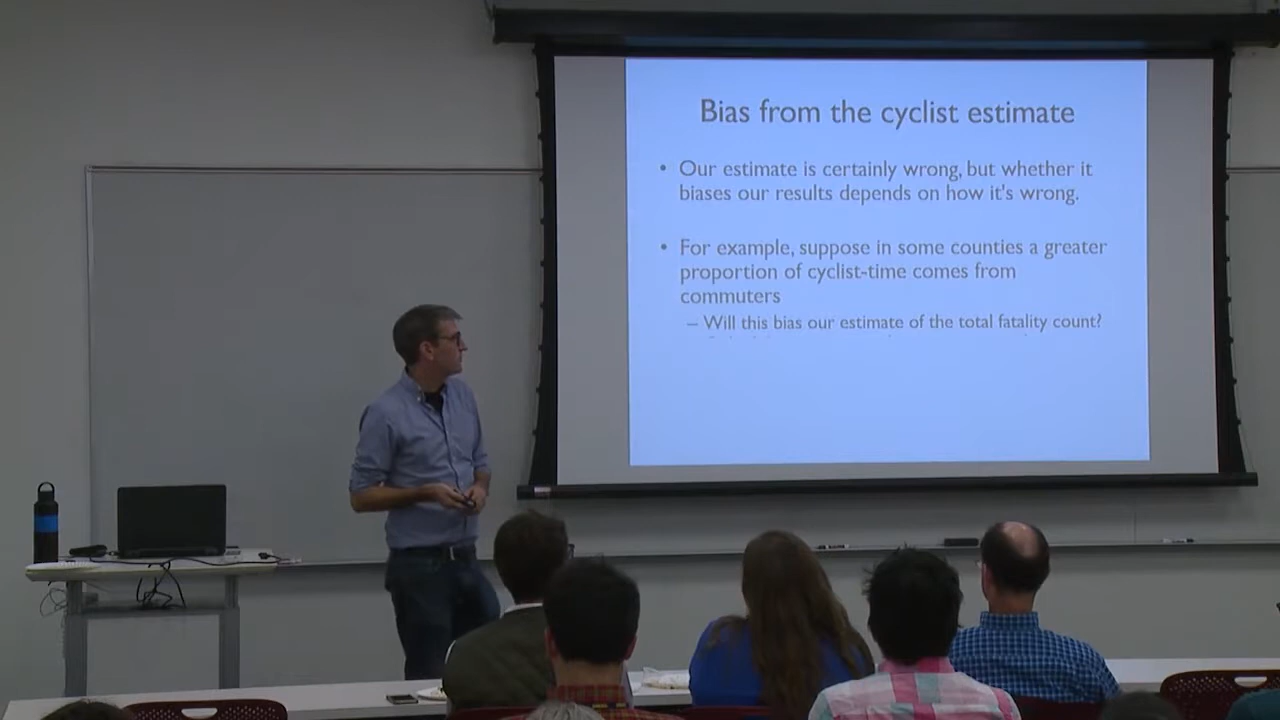 Bias from the cyclist estimate
• Our estimate is certainly wrong, but whether it
biases our results depends on how it's wrong.
• For example, suppose in some counties a greater
proportion of cyclist-time comes from
commuters
– Will this bias our estimate of the total fatality count?